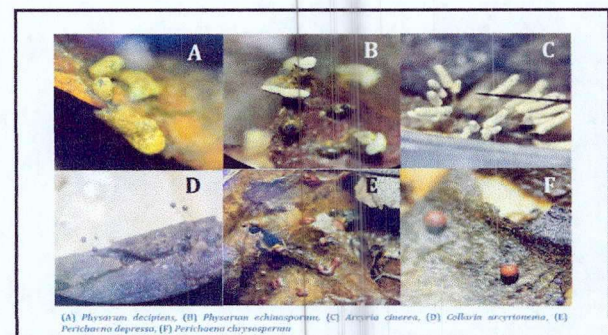 A B C
D E F
(A) Physarum decipiens, (B) Physarum echinosporum, (C) Arcyria cinerea, (D) Collaria arcyrionema, (E)
Perichaena depressa, (F) Perichaena chrysosperma